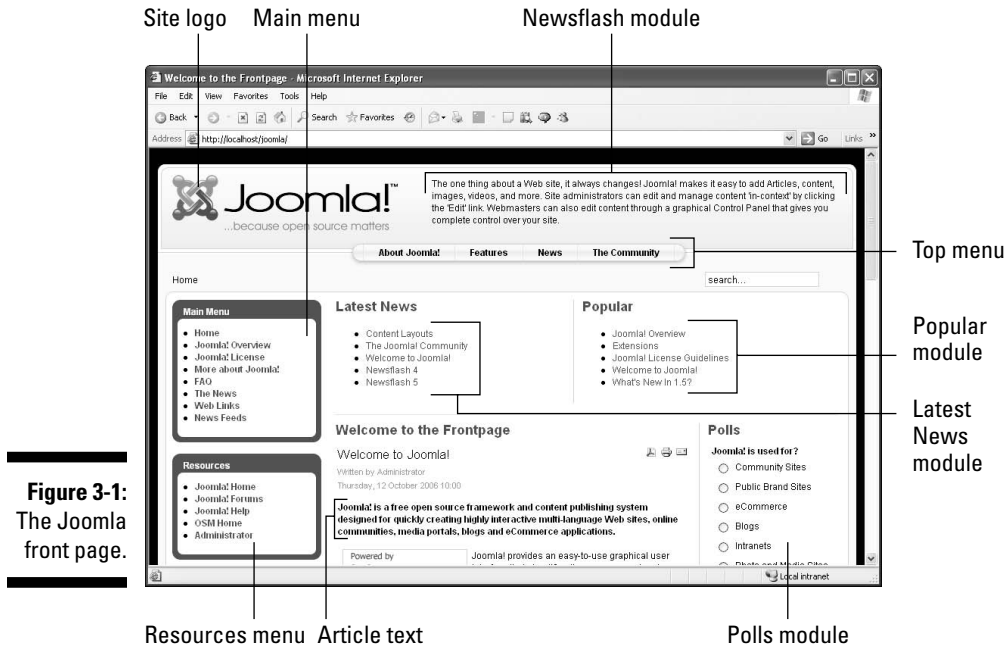 Site logo
Main menu
Newsflash module
Welcome to the Frontpage - Microsoft Internet Explorer
File Edit View Favorites Tools Help
Back Search Favorites
Address http://localhost/joomla/ Go Links »
Joomla!™
...because open source matters
The one thing about a Web site, it always changes! Joomla! makes it easy to add Articles, content,
images, videos, and more. Site administrators can edit and manage content 'in-context' by clicking
the 'Edit' link. Webmasters can also edit content through a graphical Control Panel that gives you
complete control over your site.
About Joomla! Features News The Community
Top menu
Home
search...
Main Menu
Home
Joomla! Overview
Joomla! License
More about Joomla!
FAQ
The News
Web Links
News Feeds
Latest News
Content Layouts
The Joomla! Community
Welcome to Joomla!
Newsflash 4
Newsflash 5
Popular
Joomla! Overview
Extensions
Joomla! License Guidelines
Welcome to Joomla!
What's New In 1.5?
Popular
module
Latest
News
module
Resources
Joomla! Home
Joomla! Forums
Joomla! Help
OSM Home
Administrator
Welcome to the Frontpage
Welcome to Joomla!
Written by Administrator
Thursday, 12 October 2006 10:00
Joomla! is a free open source framework and content publishing system
designed for quickly creating highly interactive multi-language Web sites, online
communities, media portals, blogs and eCommerce applications.
Powered by
Joomla! provides an easy-to-use graphical user
Polls
Joomla! is used for?
Community Sites
Public Brand Sites
eCommerce
Blogs
Intranets
Photo and Media Sites
Local intranet
Figure 3-1:
The Joomla
front page.
Resources menu
Article text
Polls module